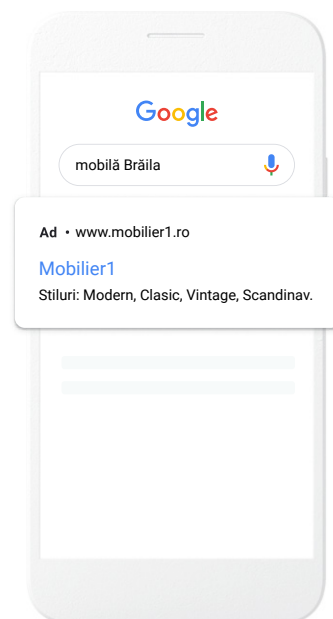 Google
mobilă Brăila
Ad • www.mobilier1.ro
Mobilier1
Stiluri: Modern, Clasic, Vintage, Scandinav.